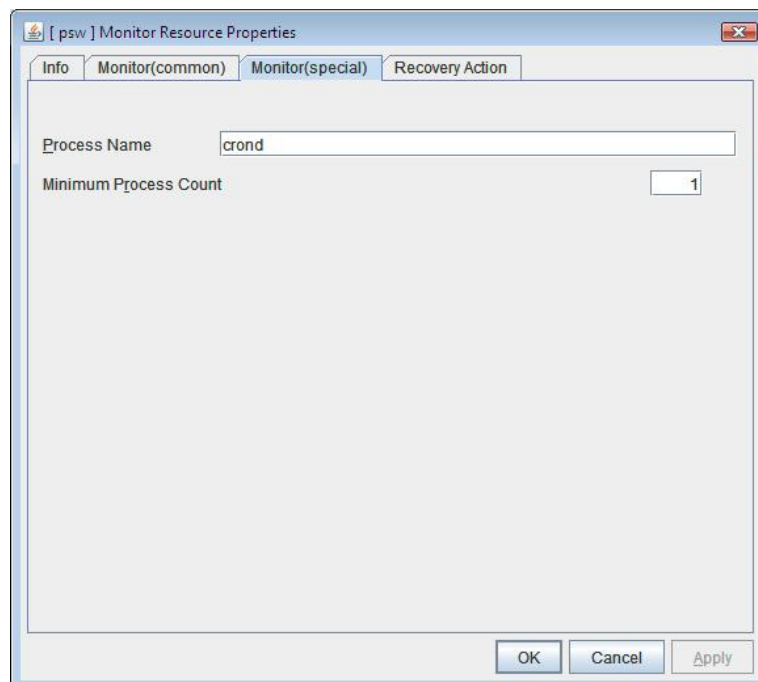 [ psw ] Monitor Resource Properties
Info Monitor(common) Monitor(special) Recovery Action
Process Name crond
Minimum Process Count 1
OK Cancel Apply